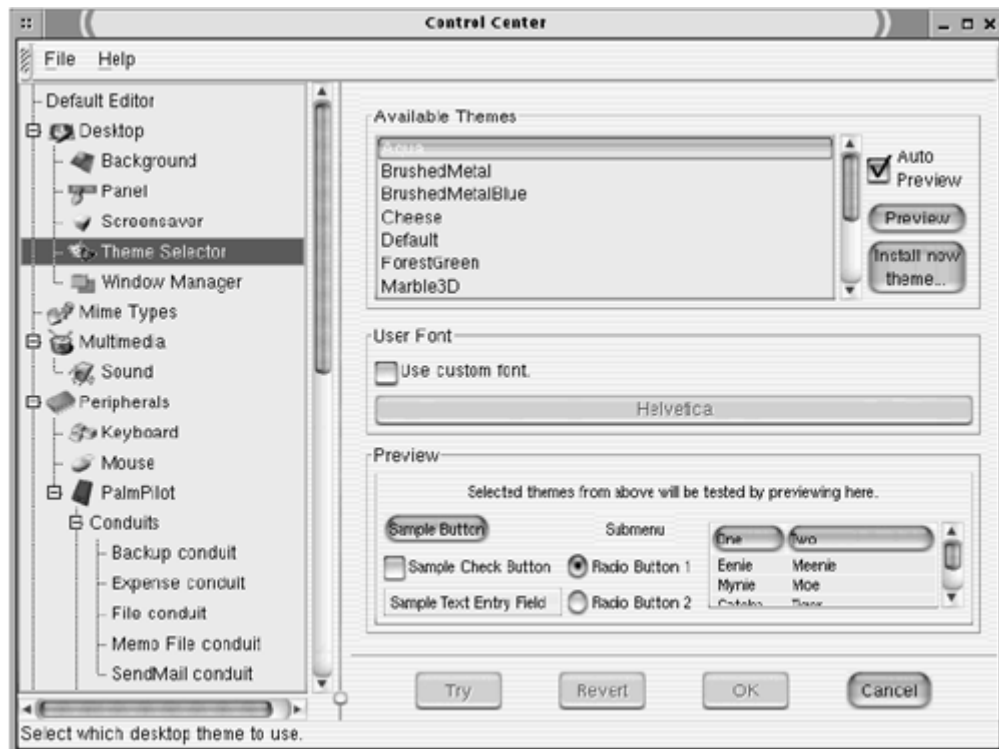 Control Center
File Help
Default Editor
Desktop
Background
Panel
Screensaver
Theme Selector
Window Manager
Mime Types
Multimedia
Sound
Peripherals
Keyboard
Mouse
PalmPilot
Conduits
Backup conduit
Expense conduit
File conduit
Memo File conduit
SendMail conduit
Available Themes
Aqua
BrushedMetal
BrushedMetalBlue
Cheese
Default
ForestGreen
Marble3D
Auto
Preview
Preview
Install new
theme...
User Font
Use custom font.
Helvetica
Preview
Selected themes from above will be tested by previewing here.
Sample Button
Submenu
Sample Check Button
Radio Button 1
Sample Text Entry Field
Radio Button 2
One Two
Eenie Meenie
Mynie Moe
Catcha Tiger
Try Revert OK Cancel
Select which desktop theme to use.